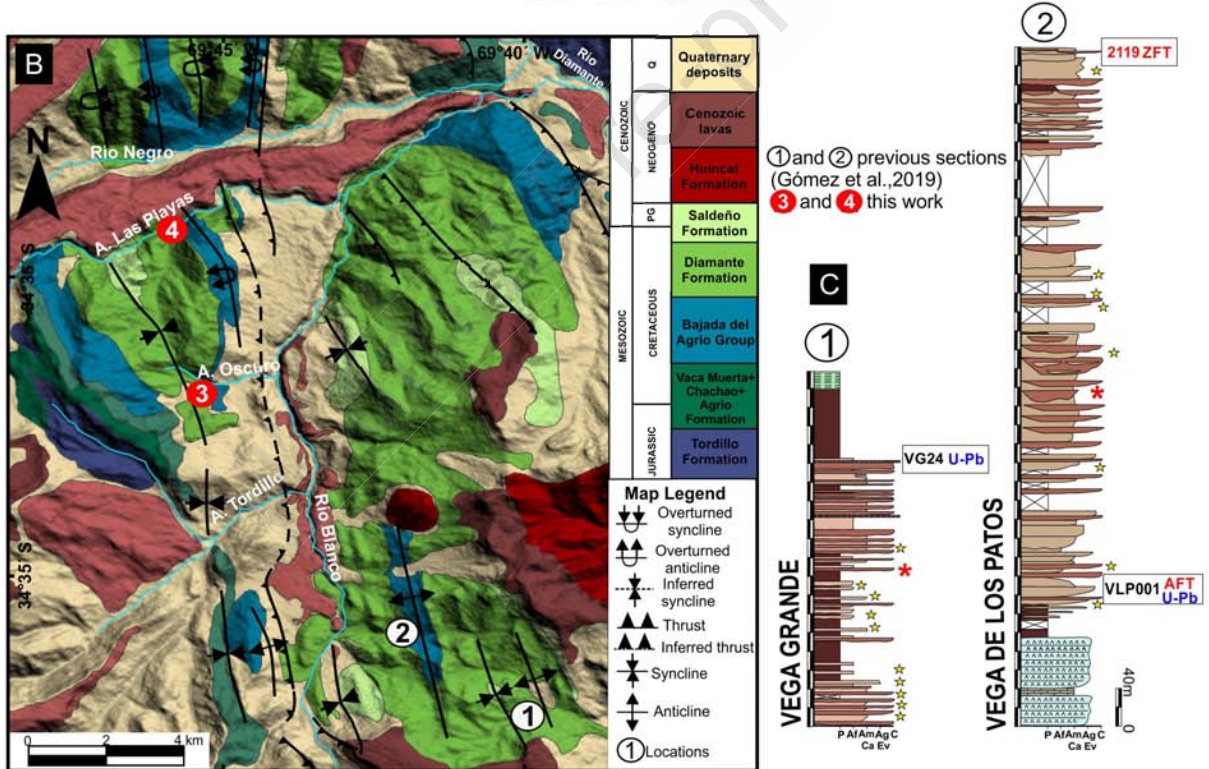 B
69°45'
69°40' W
Rio
Diamante
N
Rio Negro
A. Las Playas
4
34°35' S
A. Oscuro
3
A. Tordillo
Rio Blanco
34°35' S
2
1
0 2 4 km
CENOZOIC
MESOZOIC
Q
NEOGENO
PG
CRETACEOUS
JURASSIC
Quaternary
deposits
Cenozoic
lavas
Huincal
Formation
Saldeño
Formation
Diamante
Formation
Bajada del
Agrio Group
Vaca Muerta+
Chachao+
Agrio
Formation
Tordillo
Formation
Map Legend
Overturned
syncline
Overturned
anticline
Inferred
syncline
Thrust
Inferred thrust
Syncline
Anticline
1 Locations
1 and 2 previous sections
(Gómez et al.,2019)
3 and 4 this work
C
1
VG24 U-Pb
*
VEGA GRANDE
P Af Am Ag C
Ca Ev
2
2119 ZFT
*
VLP001 AFT
U-Pb
VEGA DE LOS PATOS
40m
0
P Af Am Ag C
Ca Ev